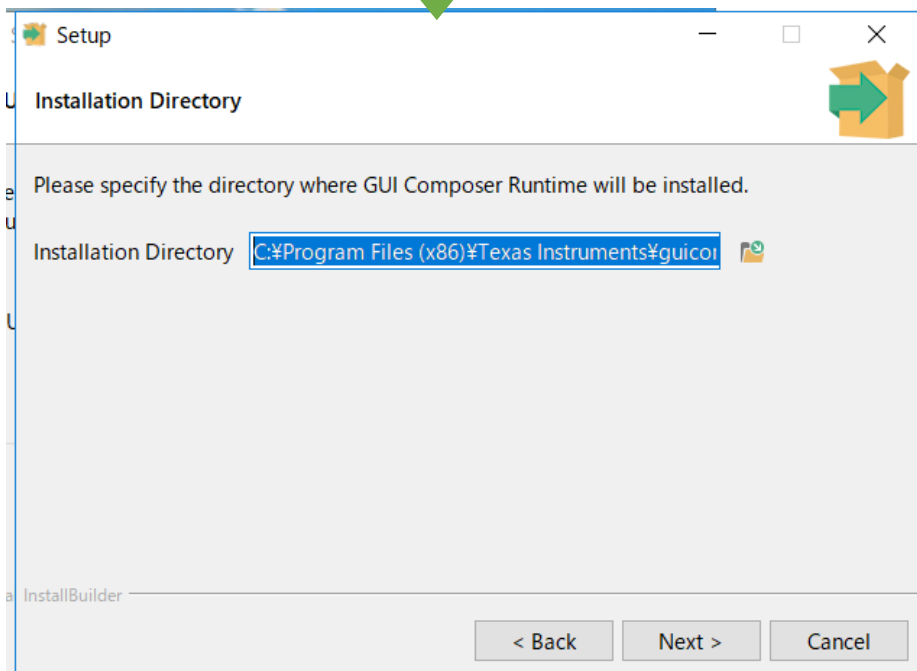 Setup
Installation Directory
Please specify the directory where GUI Composer Runtime will be installed.
Installation Directory C:¥Program Files (x86)¥Texas Instruments¥guicon
InstallBuilder
< Back Next > Cancel